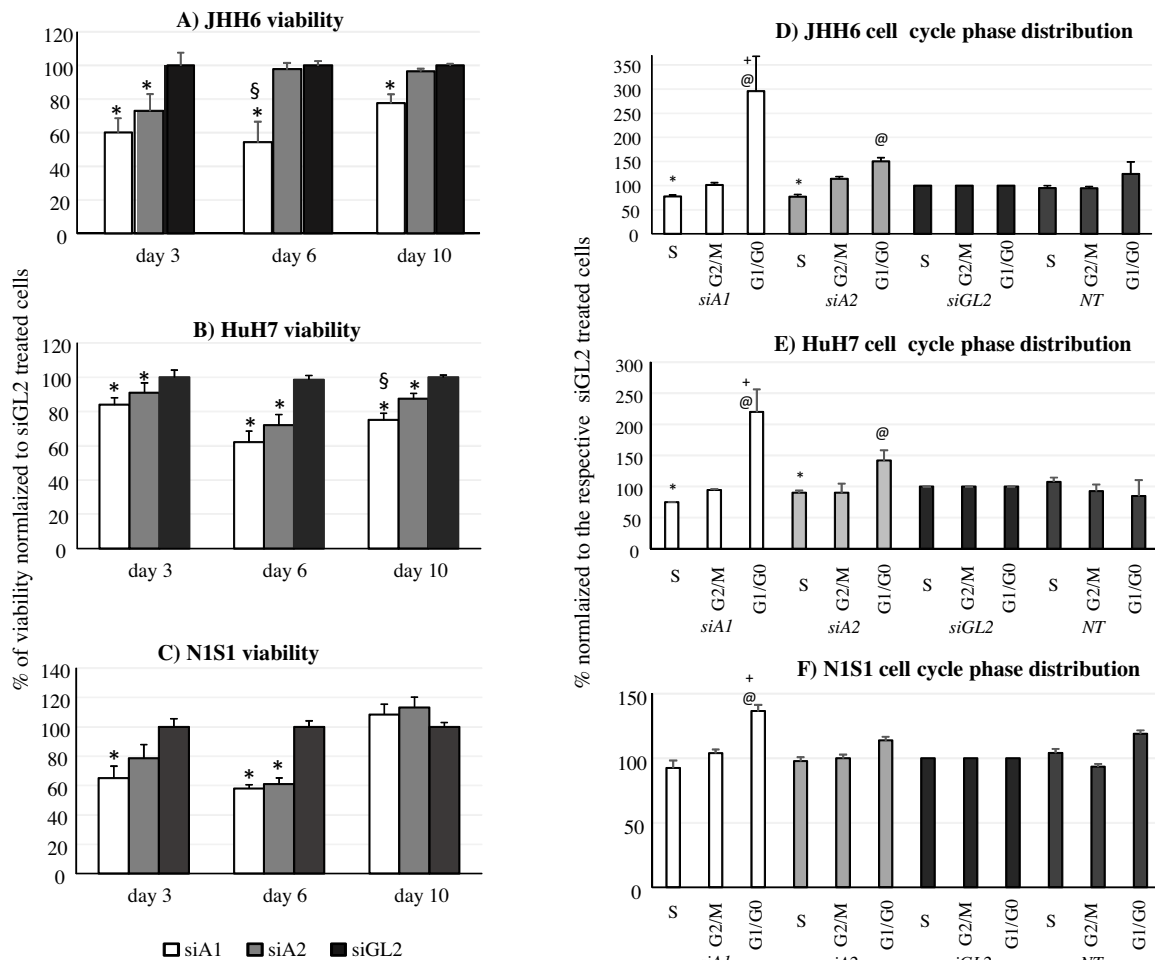 A) JHH6 viability
120
100
80
60
40
20
0
* * § * *
day 3 day 6 day 10
B) HuH7 viability
120
100
80
60
40
20
0
* * * * § * *
day 3 day 6 day 10
C) N1S1 viability
140
120
100
80
60
40
20
0
* * *
day 3 day 6 day 10
% of viability normlaized to siGL2 treated cells
siA1 siA2 siGL2
D) JHH6 cell cycle phase distribution
350
300
250
200
150
100
50
0
* + @ * @
S G2/M G1/G0 S G2/M G1/G0 S G2/M G1/G0 S G2/M G1/G0
siA1 siA2 siGL2 NT
E) HuH7 cell cycle phase distribution
300
250
200
150
100
50
0
* + @ * @
S G2/M G1/G0 S G2/M G1/G0 S G2/M G1/G0 S G2/M G1/G0
siA1 siA2 siGL2 NT
F) N1S1 cell cycle phase distribution
150
100
50
0
+ @
S G2/M G1/G0 S G2/M G1/G0 S G2/M G1/G0 S G2/M G1/G0
siA1 siA2 siGL2 NT
% normlaized to the respective siGL2 treated cells